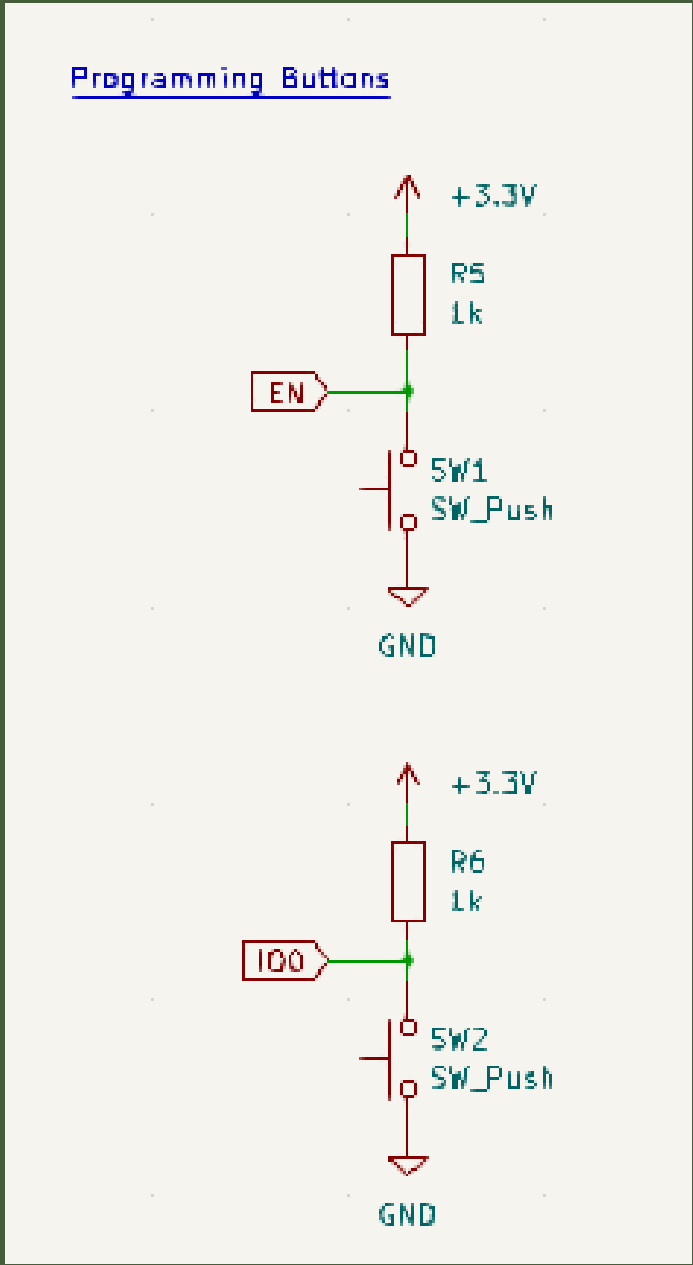 Programming Buttons
+3.3V
R5
1k
EN
SW1
SW_Push
GND
+3.3V
R6
1k
IO0
SW2
SW_Push
GND